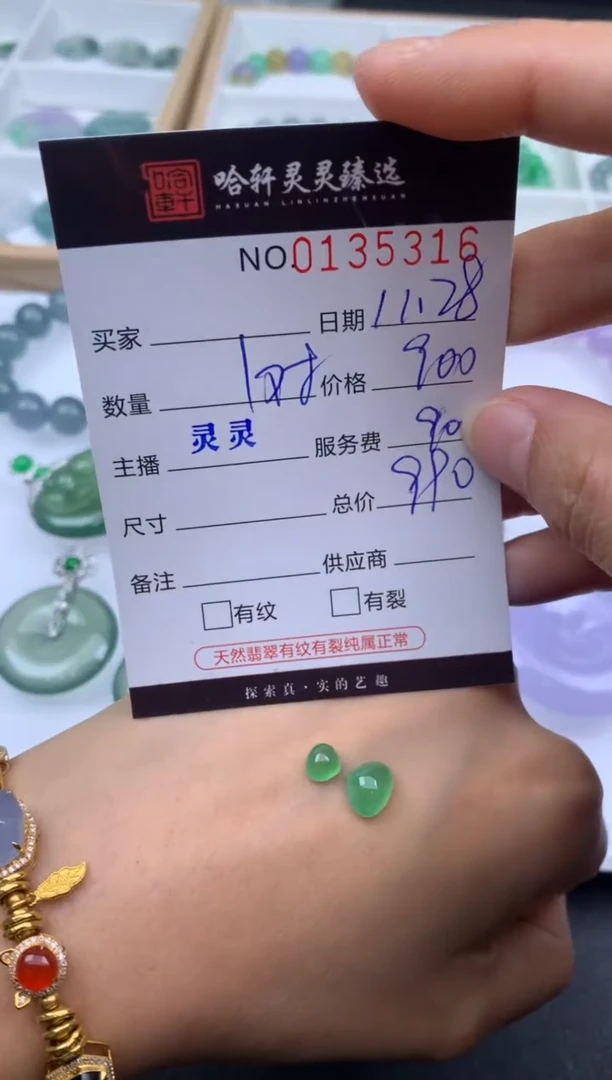 哈轩灵灵臻选
HAXUAN LINLINZHENXUAN
NO.0135316
买家 日期 11.28
数量 1对 价格 900
主播 灵灵 服务费 90
尺寸 总价 990
备注 供应商
有纹 有裂
天然翡翠有纹有裂纯属正常
探索真·实的艺趣